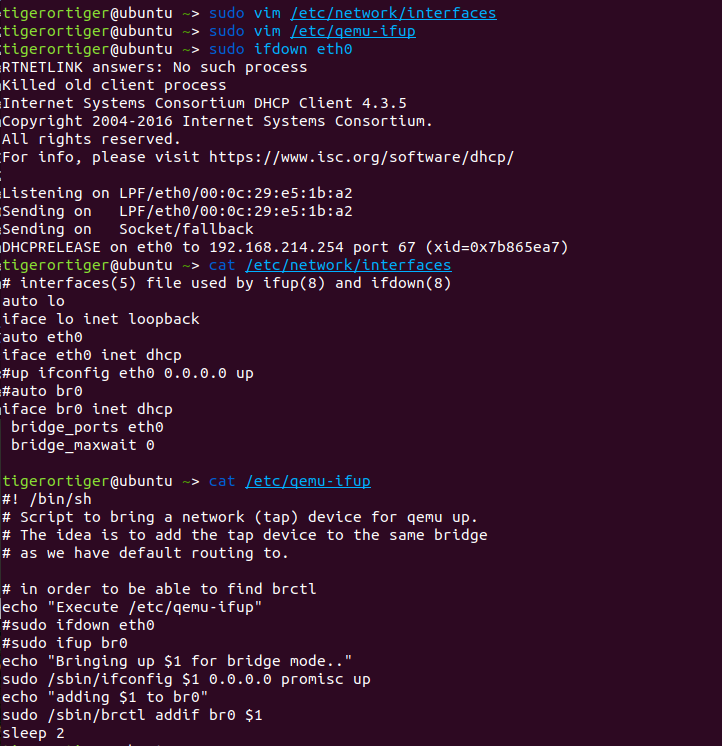 tigerortiger@ubuntu ~> sudo vim /etc/network/interfaces
tigerortiger@ubuntu ~> sudo vim /etc/qemu-ifup
tigerortiger@ubuntu ~> sudo ifdown eth0
RTNETLINK answers: No such process
Killed old client process
Internet Systems Consortium DHCP Client 4.3.5
Copyright 2004-2016 Internet Systems Consortium.
All rights reserved.
For info, please visit https://www.isc.org/software/dhcp/

Listening on LPF/eth0/00:0c:29:e5:1b:a2
Sending on   LPF/eth0/00:0c:29:e5:1b:a2
Sending on   Socket/fallback
DHCPRELEASE on eth0 to 192.168.214.254 port 67 (xid=0x7b865ea7)
tigerortiger@ubuntu ~> cat /etc/network/interfaces
# interfaces(5) file used by ifup(8) and ifdown(8)
auto lo
iface lo inet loopback
auto eth0
iface eth0 inet dhcp
#up ifconfig eth0 0.0.0.0 up
#auto br0
iface br0 inet dhcp
 bridge_ports eth0
 bridge_maxwait 0

tigerortiger@ubuntu ~> cat /etc/qemu-ifup
#! /bin/sh
# Script to bring a network (tap) device for qemu up.
# The idea is to add the tap device to the same bridge
# as we have default routing to.

# in order to be able to find brctl
echo "Execute /etc/qemu-ifup"
#sudo ifdown eth0
#sudo ifup br0
echo "Bringing up $1 for bridge mode.."
sudo /sbin/ifconfig $1 0.0.0.0 promisc up
echo "adding $1 to br0"
sudo /sbin/brctl addif br0 $1
sleep 2